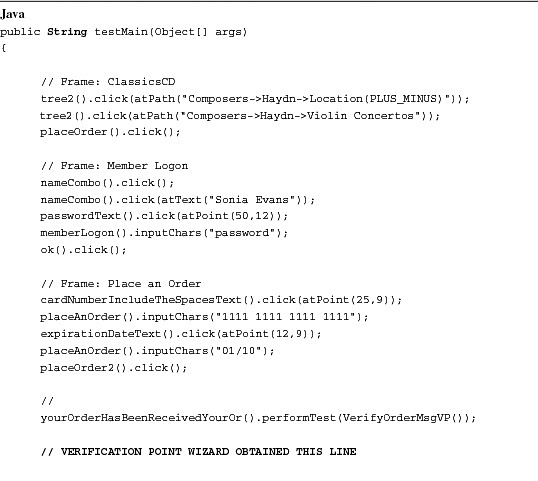 Java
public String testMain(Object[] args)
{
// Frame: ClassicsCD
tree2().click(atPath("Composers->Haydn->Location(PLUS_MINUS)"));
tree2().click(atPath("Composers->Haydn->Violin Concertos"));
placeOrder().click();
// Frame: Member Logon
nameCombo().click();
nameCombo().click(atText("Sonia Evans"));
passwordText().click(atPoint(50,12));
memberLogon().inputChars("password");
ok().click();
// Frame: Place an Order
cardNumberIncludeTheSpacesText().click(atPoint(25,9));
placeAnOrder().inputChars("1111 1111 1111 1111");
expirationDateText().click(atPoint(12,9));
placeAnOrder().inputChars("01/10");
placeOrder2().click();
//
yourOrderHasBeenReceivedYourOr().performTest(VerifyOrderMsgVP());
// VERIFICATION POINT WIZARD OBTAINED THIS LINE